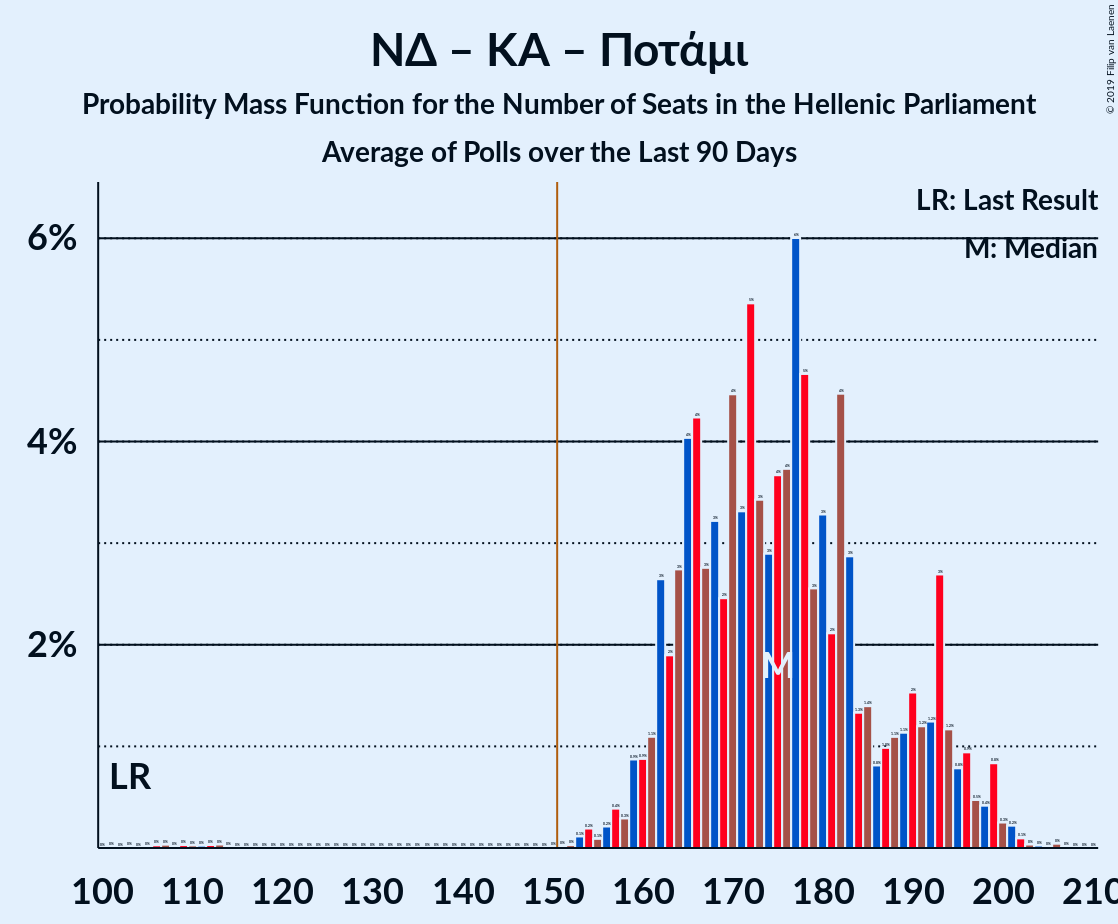 ΝΔ – ΚΑ – Ποτάμι
Probability Mass Function for the Number of Seats in the Hellenic Parliament
Average of Polls over the Last 90 Days
© 2019 Filip van Laenen
LR: Last Result
M: Median
6%
4%
2%
LR
M
100 110 120 130 140 150 160 170 180 190 200 210